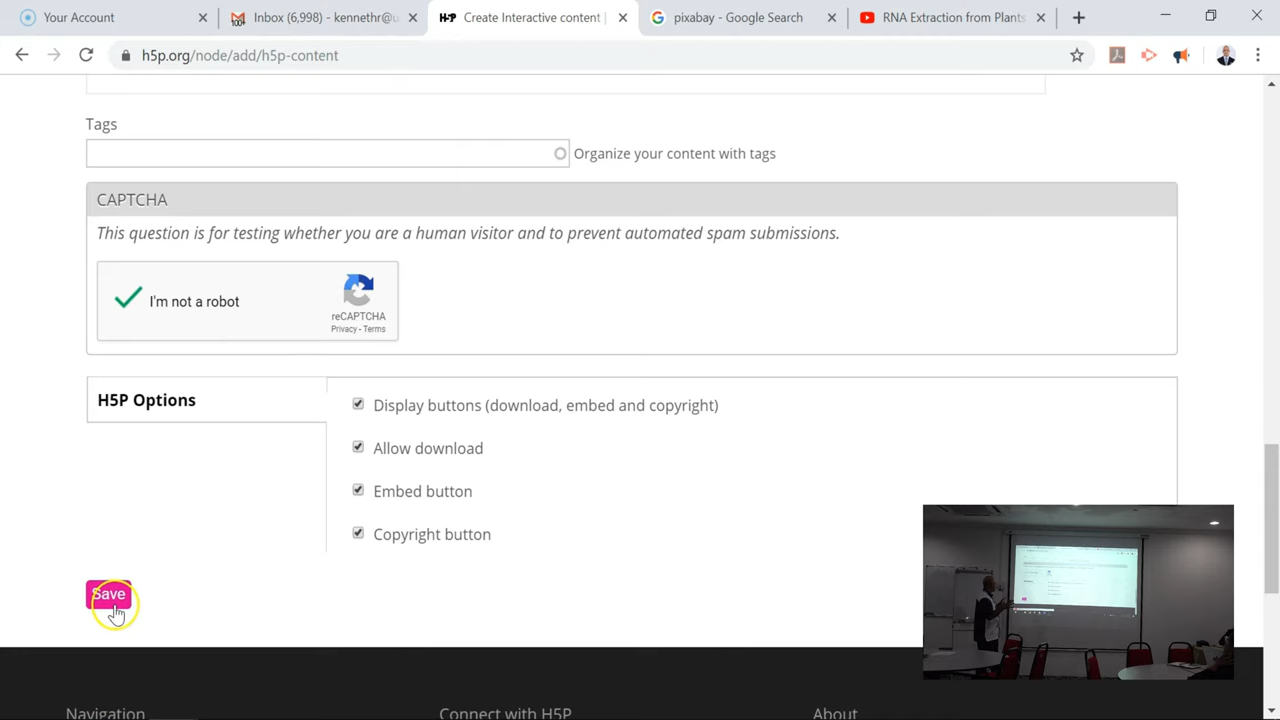 Your Account
Inbox (6,998) - kennethr@u
H5P Create Interactive content |
pixabay - Google Search
RNA Extraction from Plants
h5p.org/node/add/h5p-content
Tags
Organize your content with tags
CAPTCHA
This question is for testing whether you are a human visitor and to prevent automated spam submissions.
I'm not a robot
reCAPTCHA
Privacy - Terms
H5P Options
Display buttons (download, embed and copyright)
Allow download
Embed button
Copyright button
Save
Navigation
Connect with H5P
About